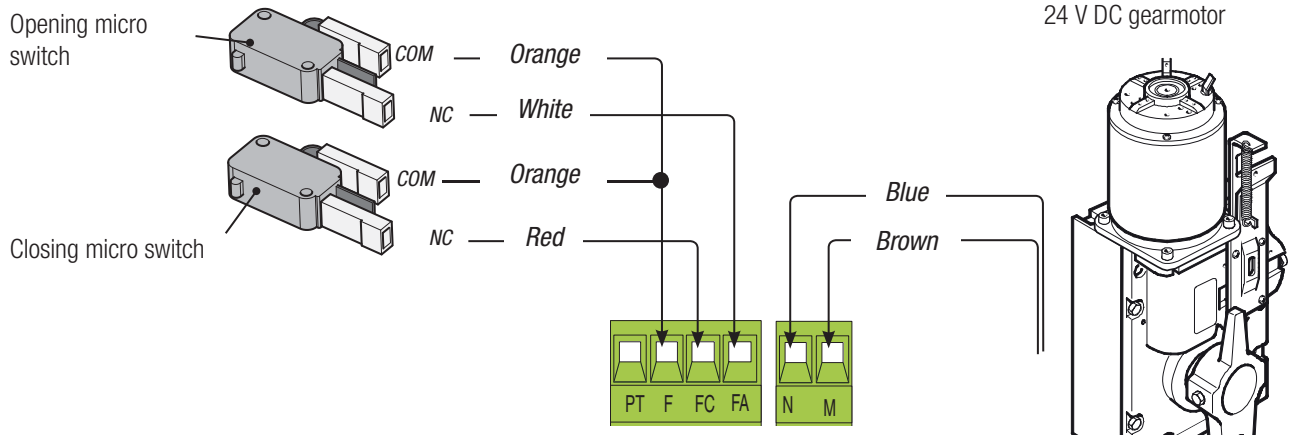 Opening micro
switch
24 V DC gearmotor
COM Orange
NC White
COM Orange
NC Red
Closing micro switch
Blue
Brown
PT F FC FA N M